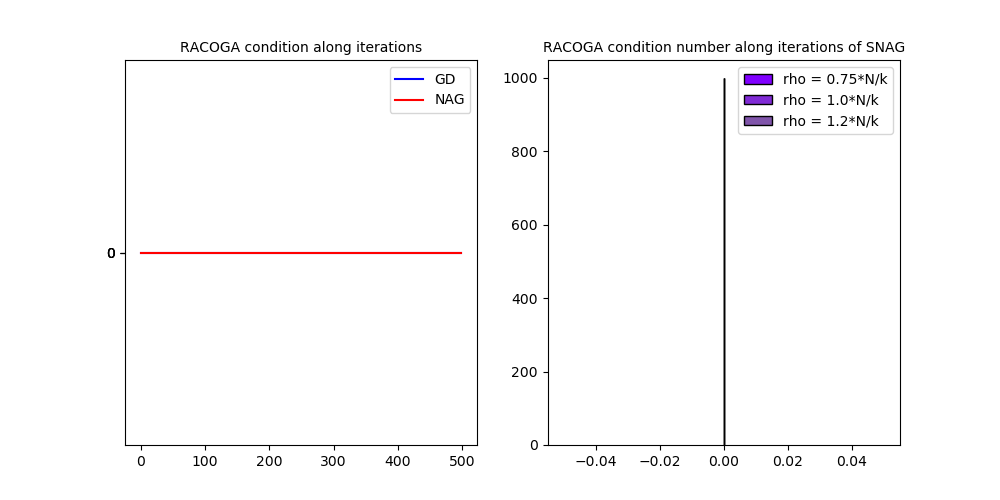 RACOGA condition along iterations
GD
NAG
0
0 100 200 300 400 500
RACOGA condition number along iterations of SNAG
rho = 0.75*N/k
rho = 1.0*N/k
rho = 1.2*N/k
1000
800
600
400
200
0
−0.04 −0.02 0.00 0.02 0.04